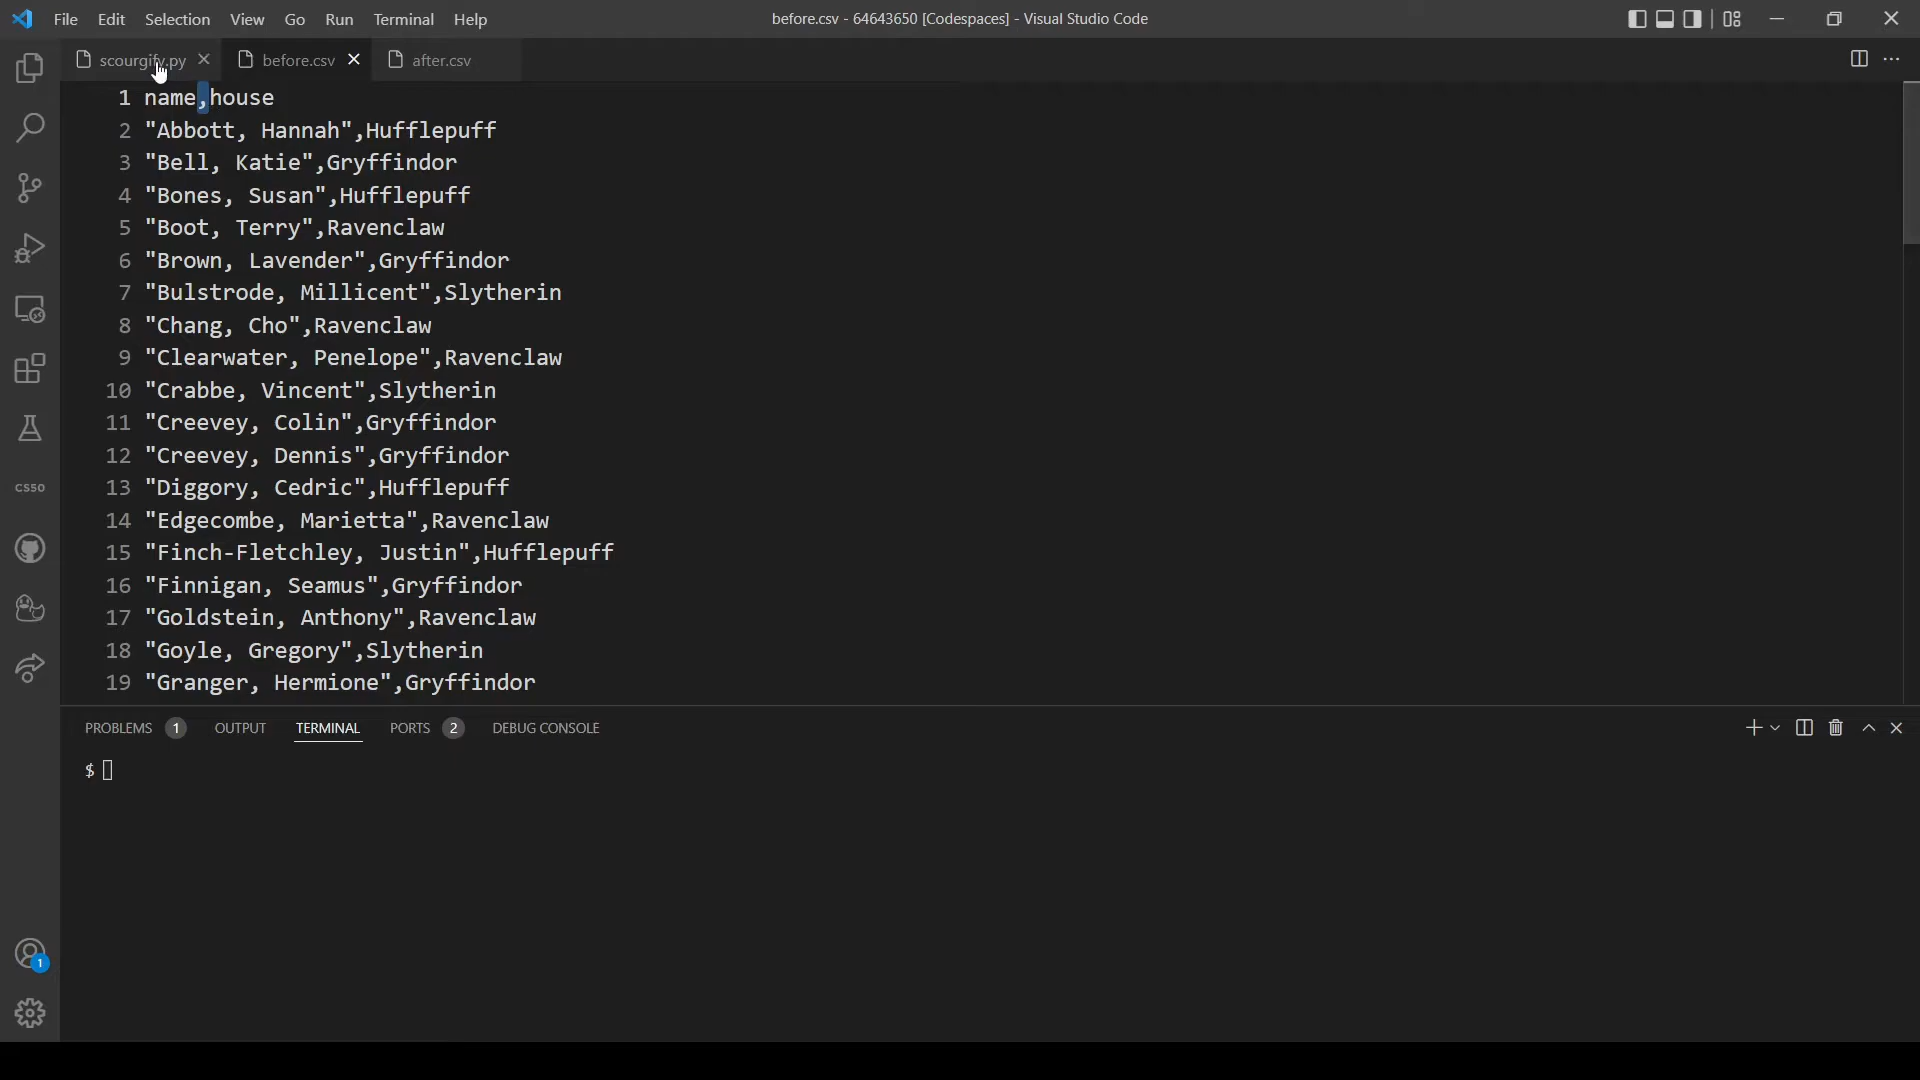 File Edit Selection View Go Run Terminal Help before.csv - 64643650 [Codespaces] - Visual Studio Code
scourgify.py before.csv after.csv
1 name,house
2 "Abbott, Hannah",Hufflepuff
3 "Bell, Katie",Gryffindor
4 "Bones, Susan",Hufflepuff
5 "Boot, Terry",Ravenclaw
6 "Brown, Lavender",Gryffindor
7 "Bulstrode, Millicent",Slytherin
8 "Chang, Cho",Ravenclaw
9 "Clearwater, Penelope",Ravenclaw
10 "Crabbe, Vincent",Slytherin
11 "Creevey, Colin",Gryffindor
12 "Creevey, Dennis",Gryffindor
13 "Diggory, Cedric",Hufflepuff
14 "Edgecombe, Marietta",Ravenclaw
15 "Finch-Fletchley, Justin",Hufflepuff
16 "Finnigan, Seamus",Gryffindor
17 "Goldstein, Anthony",Ravenclaw
18 "Goyle, Gregory",Slytherin
19 "Granger, Hermione",Gryffindor
CS50
PROBLEMS 1 OUTPUT TERMINAL PORTS 2 DEBUG CONSOLE
$
1